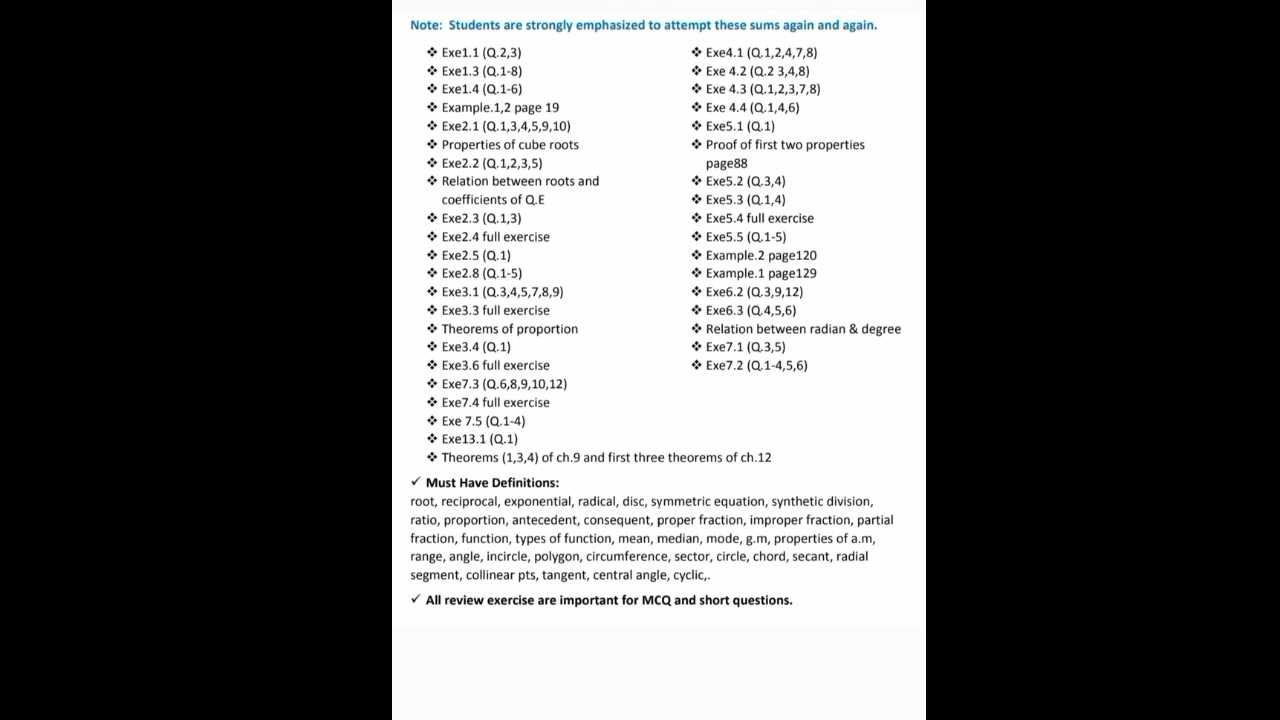 Note: Students are strongly emphasized to attempt these sums again and again.
❖ Exe1.1 (Q.2,3)
❖ Exe1.3 (Q.1-8)
❖ Exe1.4 (Q.1-6)
❖ Example.1,2 page 19
❖ Exe2.1 (Q.1,3,4,5,9,10)
❖ Properties of cube roots
❖ Exe2.2 (Q.1,2,3,5)
❖ Relation between roots and
coefficients of Q.E
❖ Exe2.3 (Q.1,3)
❖ Exe2.4 full exercise
❖ Exe2.5 (Q.1)
❖ Exe2.8 (Q.1-5)
❖ Exe3.1 (Q.3,4,5,7,8,9)
❖ Exe3.3 full exercise
❖ Theorems of proportion
❖ Exe3.4 (Q.1)
❖ Exe3.6 full exercise
❖ Exe7.3 (Q.6,8,9,10,12)
❖ Exe7.4 full exercise
❖ Exe 7.5 (Q.1-4)
❖ Exe13.1 (Q.1)
❖ Theorems (1,3,4) of ch.9 and first three theorems of ch.12
❖ Exe4.1 (Q.1,2,4,7,8)
❖ Exe 4.2 (Q.2 3,4,8)
❖ Exe 4.3 (Q.1,2,3,7,8)
❖ Exe 4.4 (Q.1,4,6)
❖ Exe5.1 (Q.1)
❖ Proof of first two properties
page88
❖ Exe5.2 (Q.3,4)
❖ Exe5.3 (Q.1,4)
❖ Exe5.4 full exercise
❖ Exe5.5 (Q.1-5)
❖ Example.2 page120
❖ Example.1 page129
❖ Exe6.2 (Q.3,9,12)
❖ Exe6.3 (Q.4,5,6)
❖ Relation between radian & degree
❖ Exe7.1 (Q.3,5)
❖ Exe7.2 (Q.1-4,5,6)
✓ Must Have Definitions:
root, reciprocal, exponential, radical, disc, symmetric equation, synthetic division,
ratio, proportion, antecedent, consequent, proper fraction, improper fraction, partial
fraction, function, types of function, mean, median, mode, g.m, properties of a.m,
range, angle, incircle, polygon, circumference, sector, circle, chord, secant, radial
segment, collinear pts, tangent, central angle, cyclic,.
✓ All review exercise are important for MCQ and short questions.